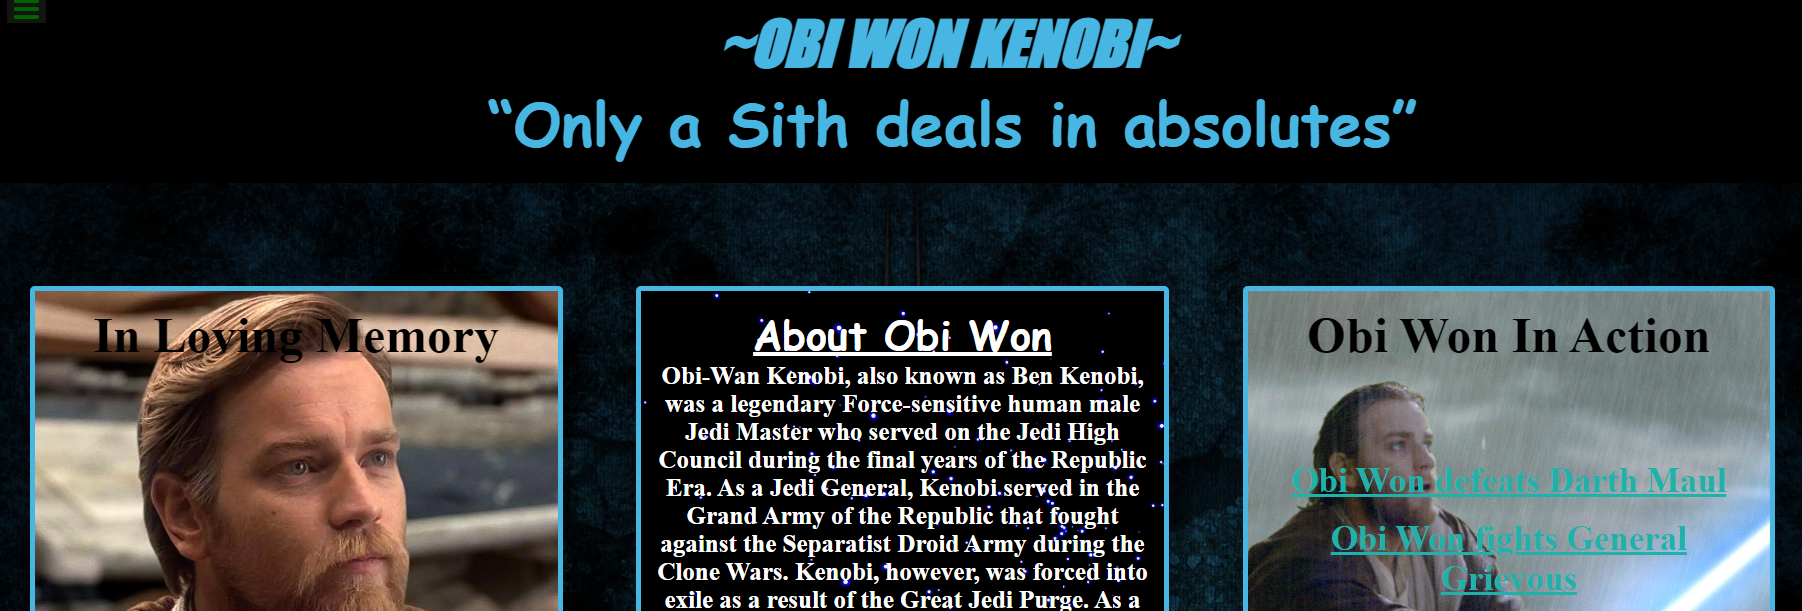 ~OBI WON KENOBI~
“Only a Sith deals in absolutes”
In Loving Memory
About Obi Won
Obi-Wan Kenobi, also known as Ben Kenobi,
was a legendary Force-sensitive human male
Jedi Master who served on the Jedi High
Council during the final years of the Republic
Era. As a Jedi General, Kenobi served in the
Grand Army of the Republic that fought
against the Separatist Droid Army during the
Clone Wars. Kenobi, however, was forced into
exile as a result of the Great Jedi Purge. As a
Obi Won In Action
Obi Won defeats Darth Maul
Obi Won fights General
Grievous